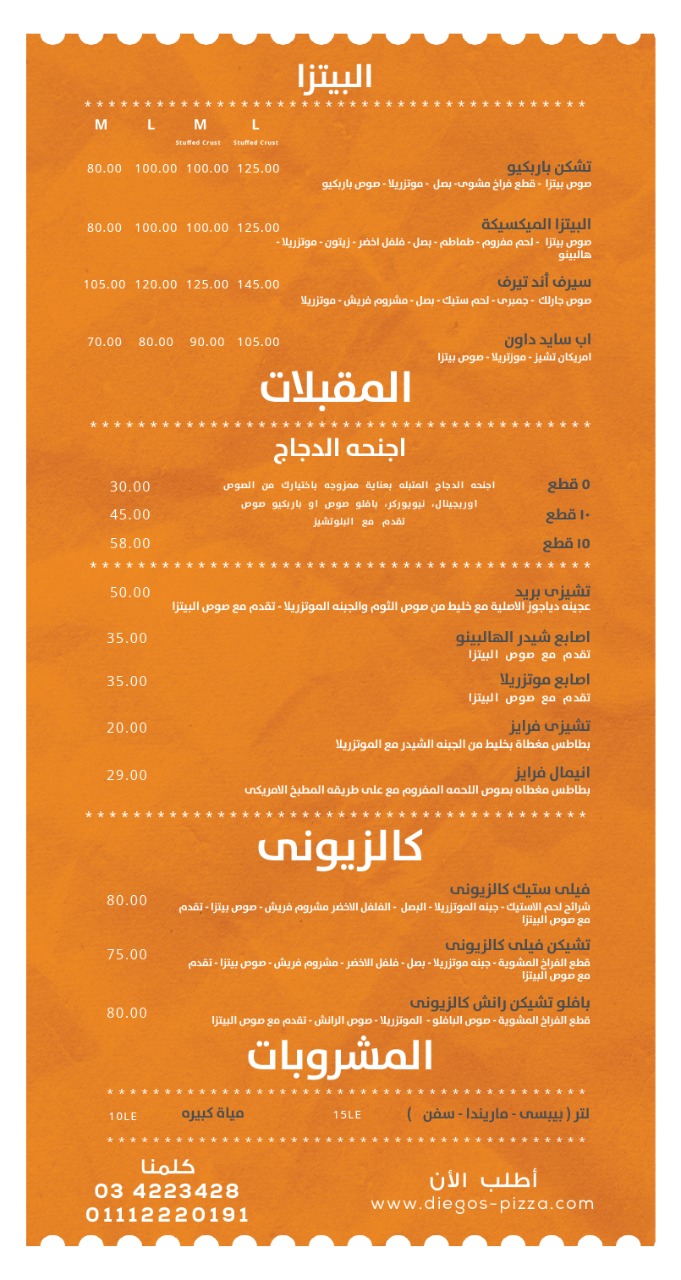 البيتزا
* * * * * * * * * * * * * * * * * * * * * * * * * * * * * * * * * * * * * * * * * *
M L M L
Stuffed Crust Stuffed Crust
تشكن باربكيو 80.00 100.00 100.00 125.00
صوص بيتزا - قطع فراخ مشوى- بصل - موتزريلا - صوص باربكيو
البيتزا الميكسيكة 80.00 100.00 100.00 125.00
صوص بيتزا - لحم مفروم - طماطم - بصل - فلفل اخضر - زيتون - موتزريلا -
هالبينو
سيرف أند تيرف 105.00 120.00 125.00 145.00
صوص جارلك - جمبرى - لحم ستيك - بصل - مشروم فريش - موتزريلا
اب سايد داون 70.00 80.00 90.00 105.00
امريكان تشيز - موزتريلا - صوص بيتزا
المقبلات
* * * * * * * * * * * * * * * * * * * * * * * * * * * * * * * * * * * * * * * * * *
اجنحه الدجاج
٥ قطع 30.00
اجنحه الدجاج المتبله بعناية ممزوجه باختيارك من الصوص
اوريجينال، نيويوركر، بافلو صوص او باربكيو صوص
١٠ قطع 45.00
تقدم مع البلوتشيز
١٥ قطع 58.00
* * * * * * * * * * * * * * * * * * * * * * * * * * * * * * * * * * * * * * * * * *
تشيزى بريد 50.00
عجينه دياجوز الاصلية مع خليط من صوص الثوم والجبنه الموتزريلا - تقدم مع صوص البيتزا
اصابع شيدر الهالبينو 35.00
تقدم مع صوص البيتزا
اصابع موتزريلا 35.00
تقدم مع صوص البيتزا
تشيزى فرايز 20.00
بطاطس مغطاة بخليط من الجبنه الشيدر مع الموتزريلا
انيمال فرايز 29.00
بطاطس مغطاه بصوص اللحمه المفروم مع على طريقه المطبخ الامريكى
* * * * * * * * * * * * * * * * * * * * * * * * * * * * * * * * * * * * * * * * * *
كالزيونى
فيلى ستيك كالزيونى 80.00
شرائح لحم الاستيك - جبنه الموتزريلا - البصل - الفلفل الاخضر مشروم فريش - صوص بيتزا - تقدم
مع صوص البيتزا
تشيكن فيلى كالزيونى 75.00
قطع الفراخ المشوية - جبنه موتزريلا - بصل - فلفل الاخضر - مشروم فريش - صوص بيتزا - تقدم
مع صوص البيتزا
بافلو تشيكن رانش كالزيونى 80.00
قطع الفراخ المشوية - صوص البافلو - الموتزريلا - صوص الرانش - تقدم مع صوص البيتزا
المشروبات
* * * * * * * * * * * * * * * * * * * * * * * * * * * * * * * * * * * * * * * *
لتر ( بيبسى - ماريندا - سفن ) 15LE مياة كبيره 10LE
* * * * * * * * * * * * * * * * * * * * * * * * * * * * * * * * * * * * * * * *
أطلب الأن
www.diegos-pizza.com
كلمنا
03 4223428
01112220191